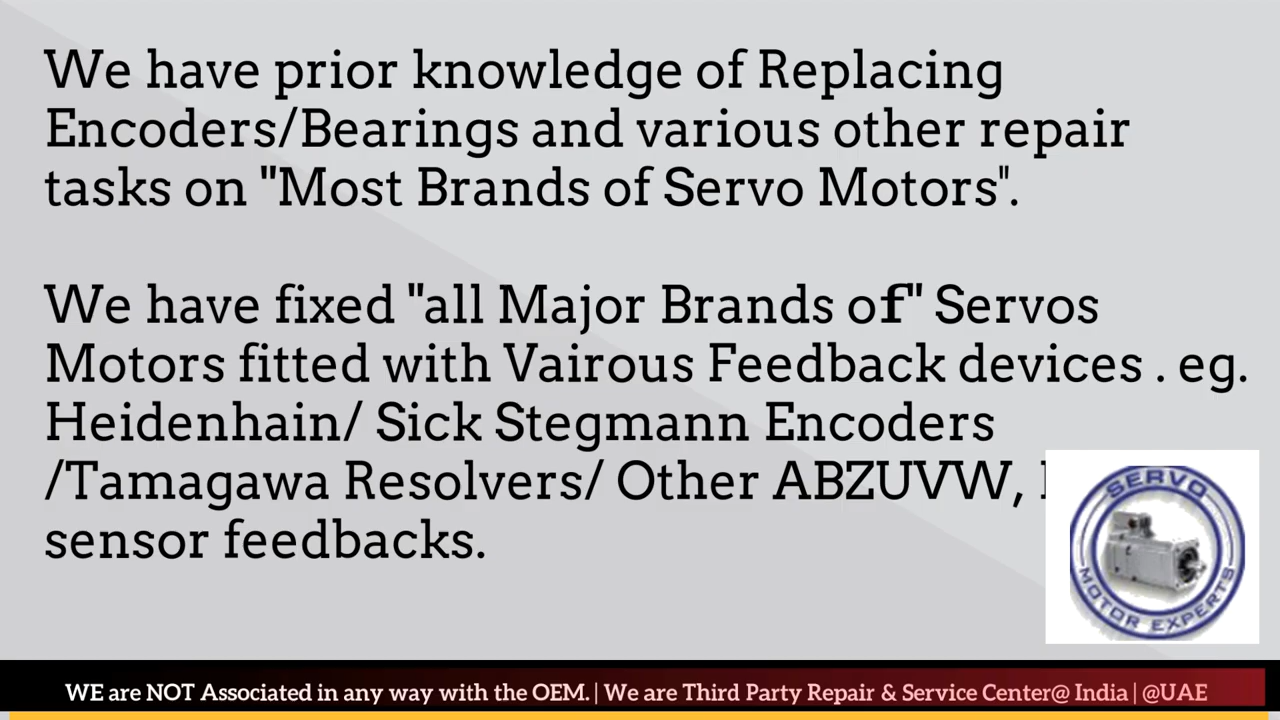 We have prior knowledge of Replacing
Encoders/Bearings and various other repair
tasks on "Most Brands of Servo Motors".
We have fixed "all Major Brands of" Servos
Motors fitted with Vairous Feedback devices . eg.
Heidenhain/ Sick Stegmann Encoders
/Tamagawa Resolvers/ Other ABZUVW,
sensor feedbacks.
SERVO
MOTOR EXPERTS
WE are NOT Associated in any way with the OEM. | We are Third Party Repair & Service Center@ India | @UAE